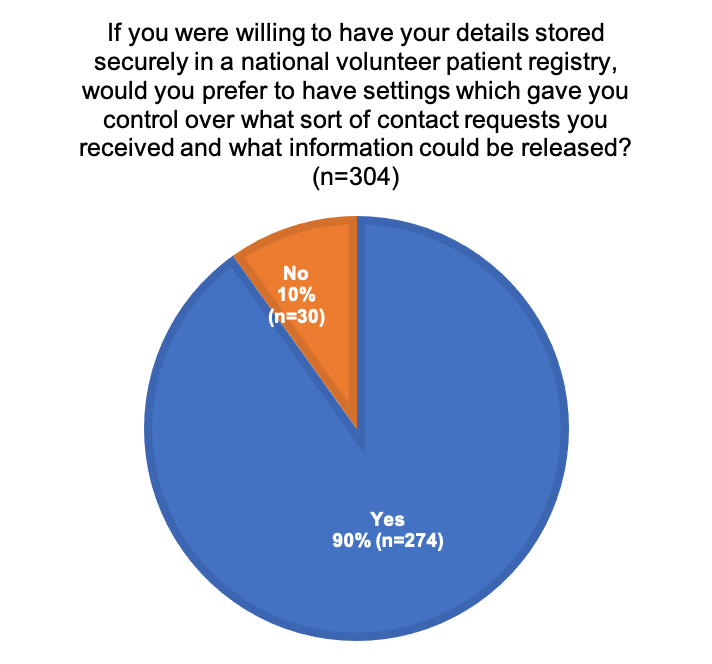 If you were willing to have your details stored
securely in a national volunteer patient registry,
would you prefer to have settings which gave you
control over what sort of contact requests you
received and what information could be released?
(n=304)
No
10%
(n=30)
Yes
90% (n=274)